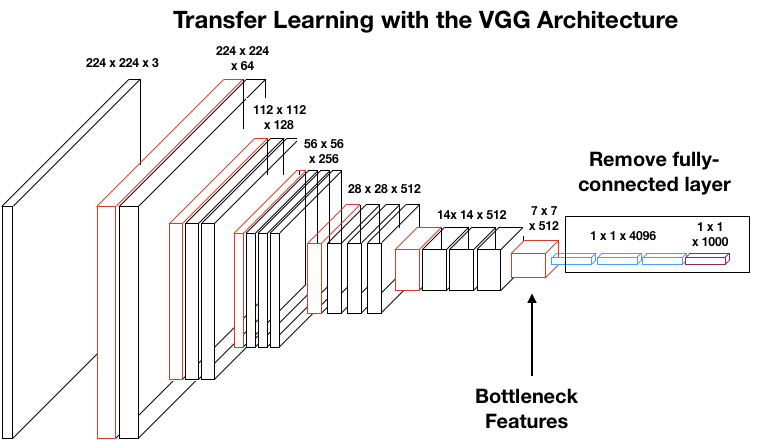 Transfer Learning with the VGG Architecture
224 x 224 x 3
224 x 224
x 64
112 x 112
x 128
56 x 56
x 256
28 x 28 x 512
14x 14 x 512
7 x 7
x 512
Remove fully-
connected layer
1 x 1 x 4096
1 x 1
x 1000
Bottleneck
Features